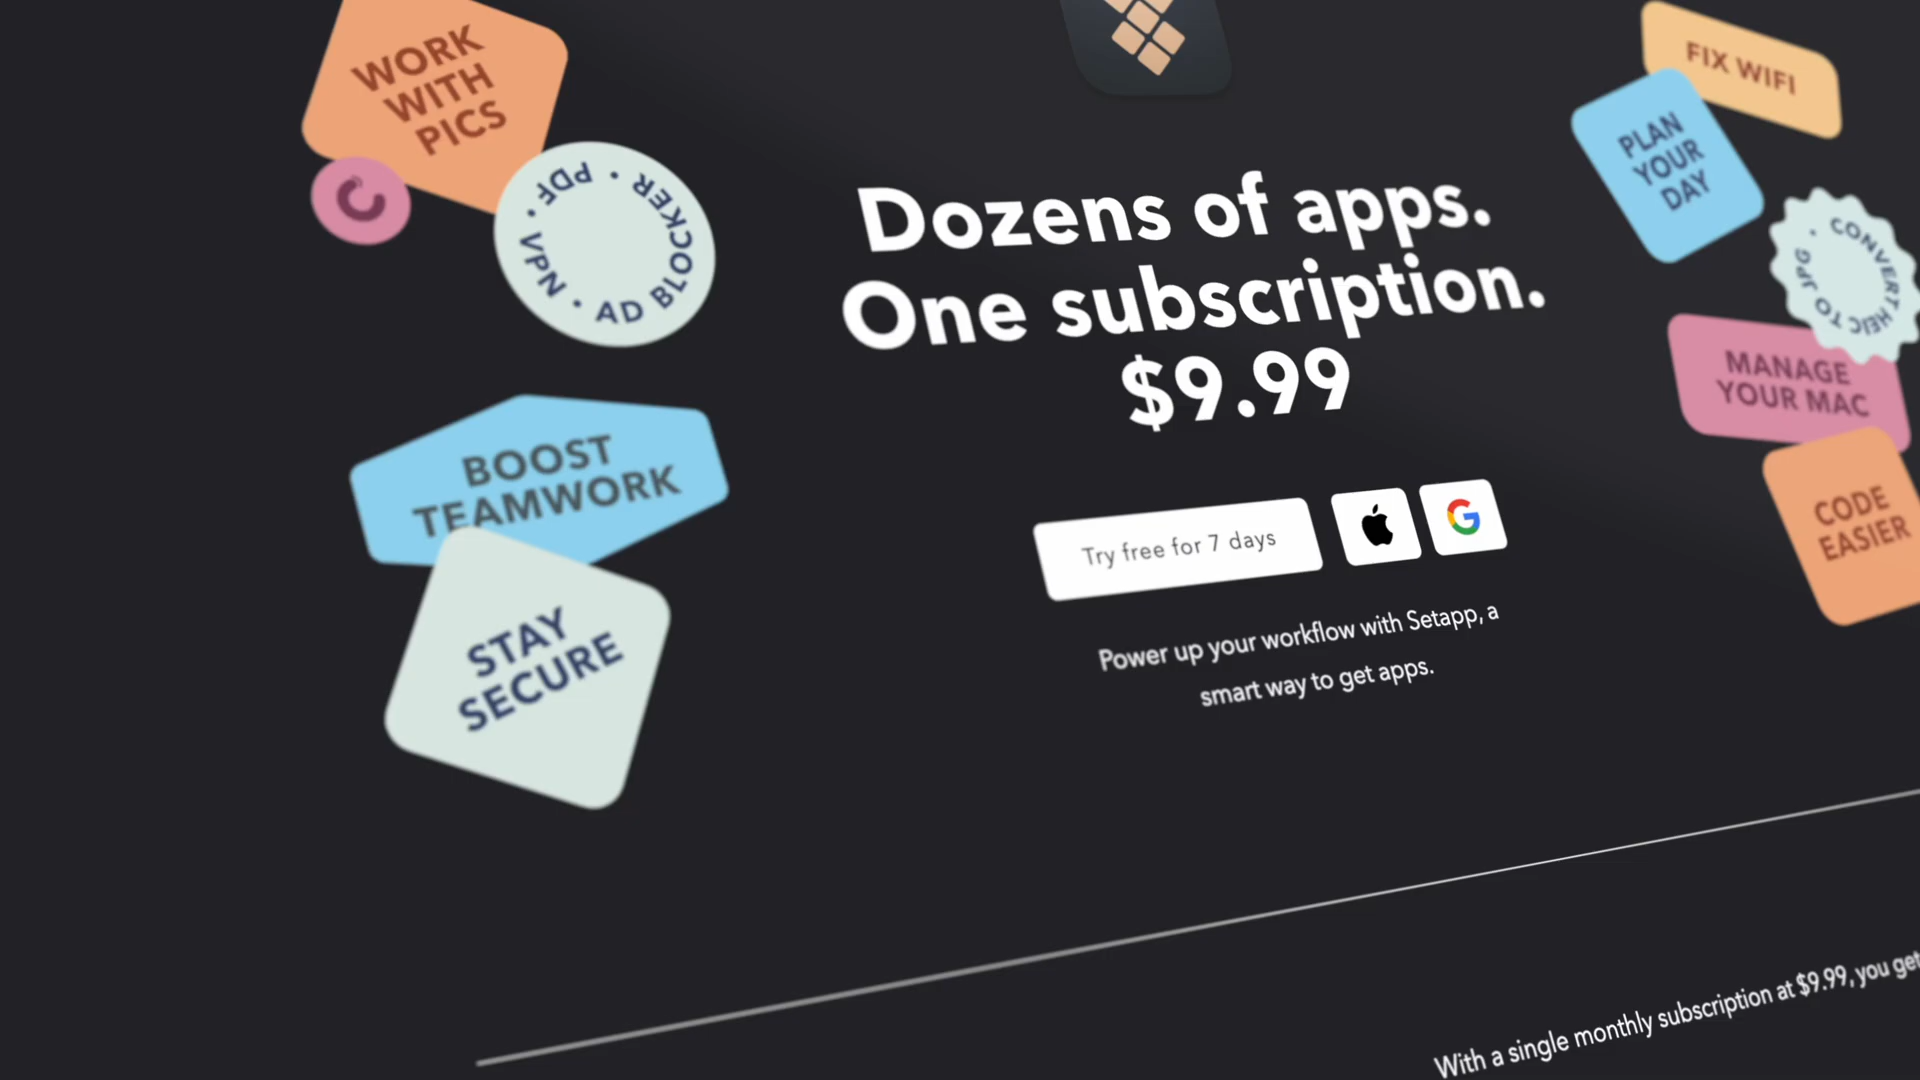 WORK
WITH
PICS
C
PDF • VPN • AD BLOCKER •
BOOST
TEAMWORK
STAY
SECURE
Dozens of apps.
One subscription.
$9.99
Try free for 7 days
Power up your workflow with Setapp, a
smart way to get apps.
FIX WIFI
PLAN
YOUR
DAY
CONVERT HEIC TO JPG •
MANAGE
YOUR MAC
CODE
EASIER
With a single monthly subscription at $9.99, you get